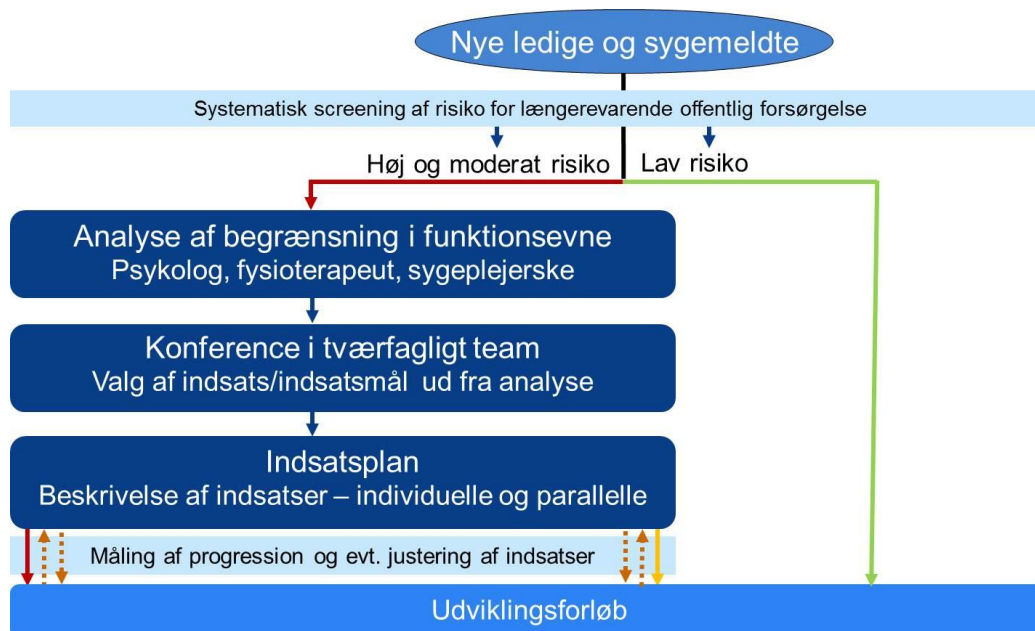 Nye ledige og sygemeldte
Systematisk screening af risiko for længerevarende offentlig forsørgelse
Høj og moderat risiko
Lav risiko
Analyse af begrænsning i funktionsevne
Psykolog, fysioterapeut, sygeplejerske
Konference i tværfagligt team
Valg af indsats/indsatsmål ud fra analyse
Indsatsplan
Beskrivelse af indsatser – individuelle og parallelle
Måling af progression og evt. justering af indsatser
Udviklingsforløb